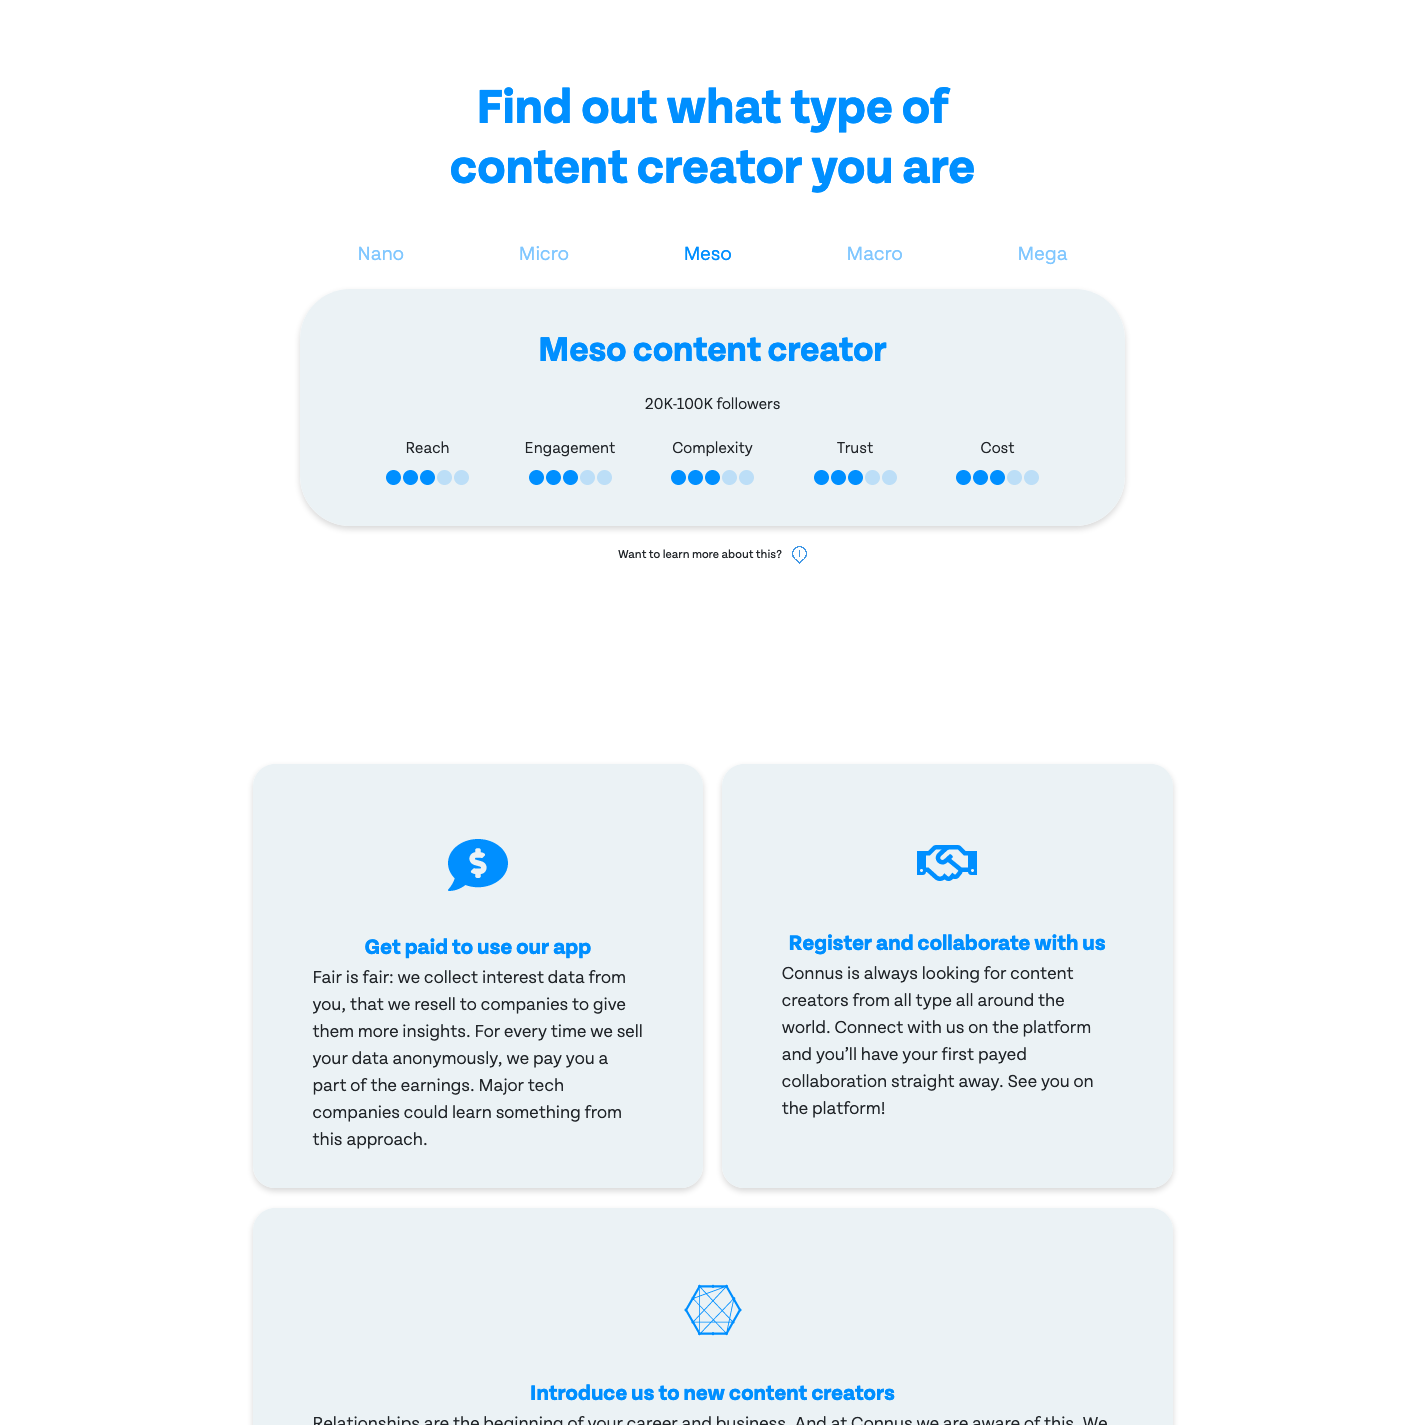 Find out what type of
content creator you are
Nano Micro Meso Macro Mega
Meso content creator
20K-100K followers
Reach Engagement Complexity Trust Cost
Want to learn more about this?
Get paid to use our app
Fair is fair: we collect interest data from
you, that we resell to companies to give
them more insights. For every time we sell
your data anonymously, we pay you a
part of the earnings. Major tech
companies could learn something from
this approach.
Register and collaborate with us
Connus is always looking for content
creators from all type all around the
world. Connect with us on the platform
and you’ll have your first payed
collaboration straight away. See you on
the platform!
Introduce us to new content creators
Relationships are the beginning of your career and business. And at Connus we are aware of this. We